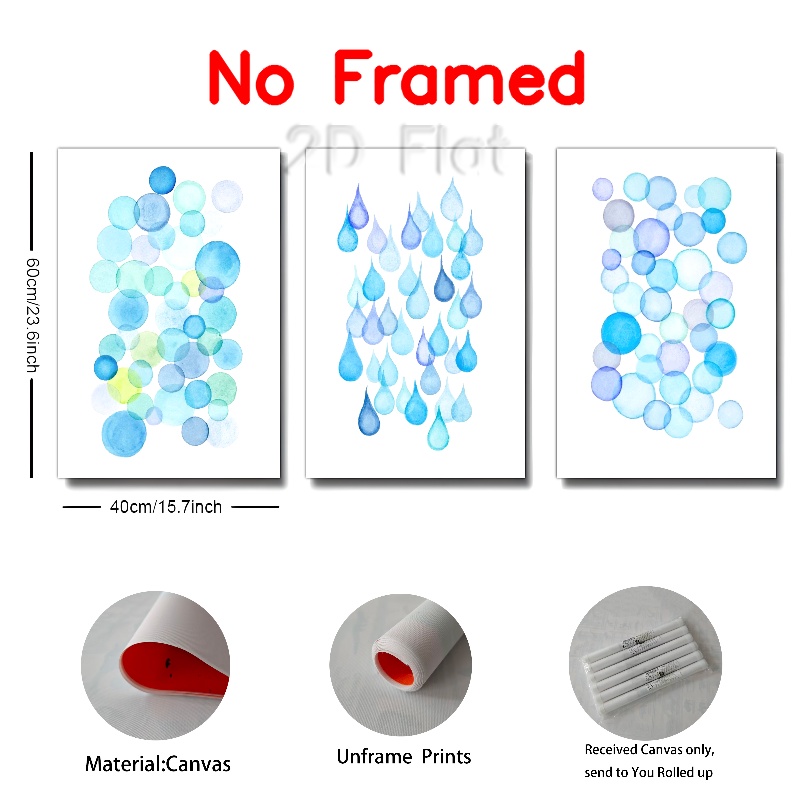 No Framed
2D Flat
60cm/23.6inch
40cm/15.7inch
Material:Canvas
Unframe Prints
Received Canvas only,
send to You Rolled up